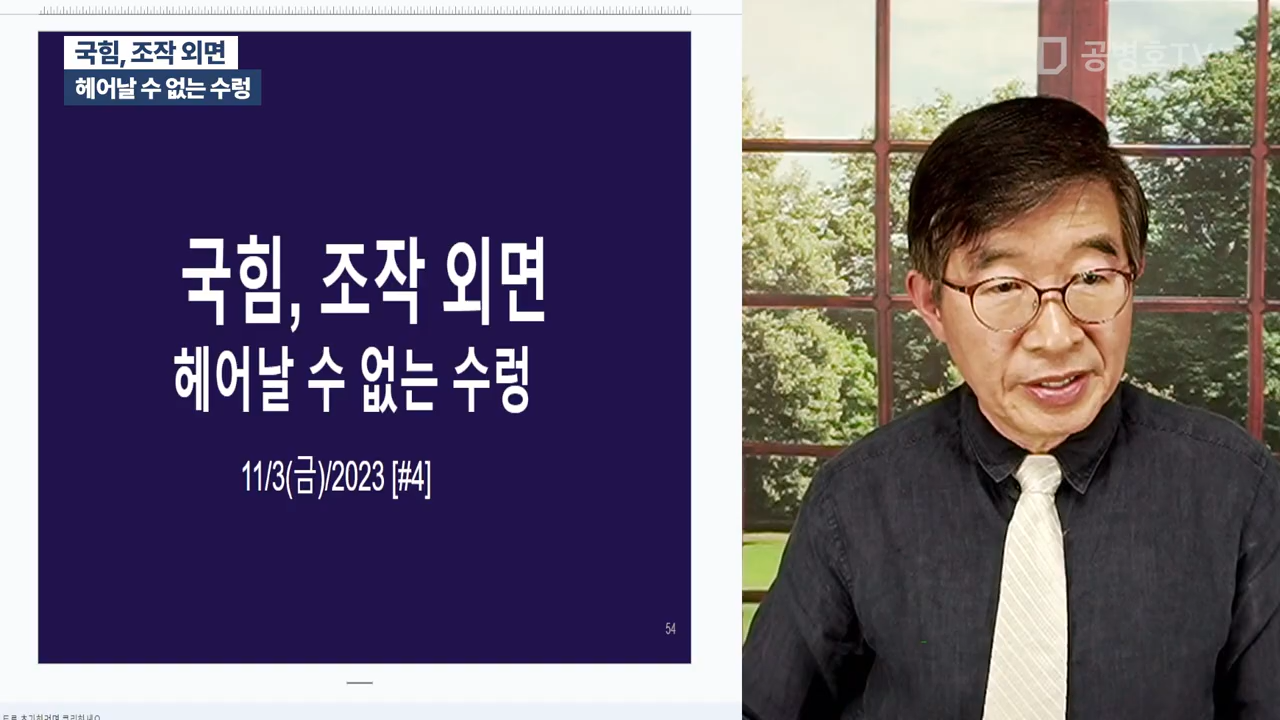 국힘, 조작 외면
헤어날 수 없는 수렁
공병호TV
국힘, 조작 외면
헤어날 수 없는 수렁
11/3(금)/2023 [#4]
54